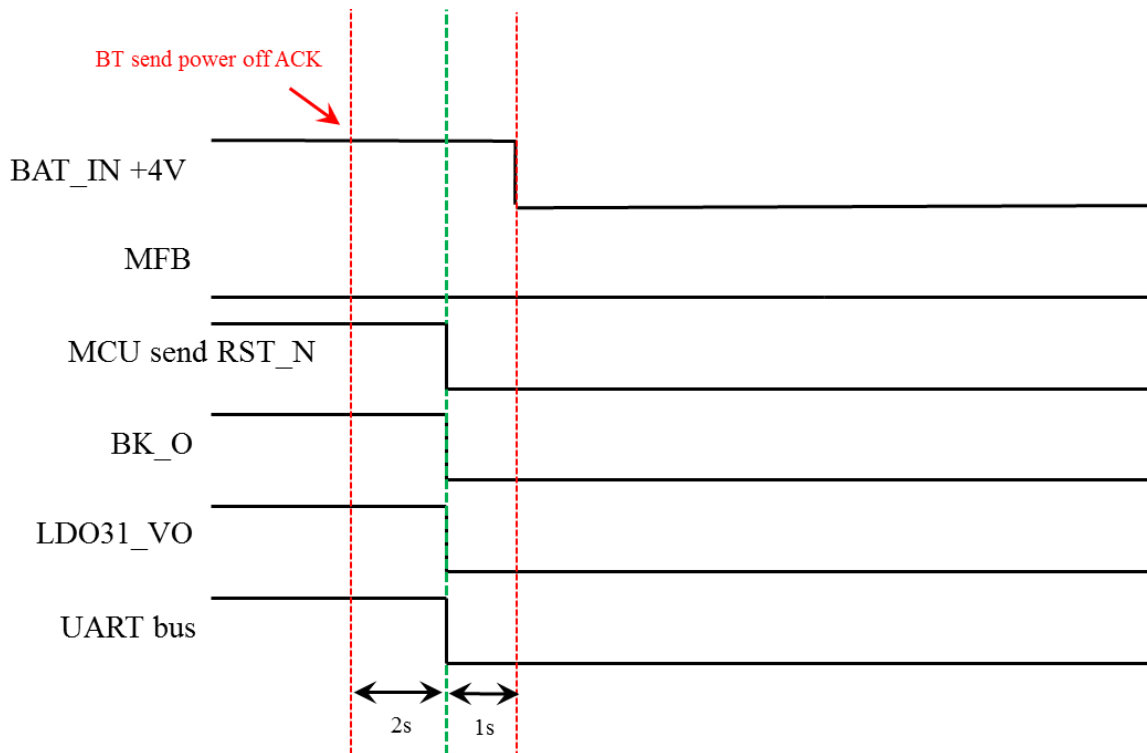 BT send power off ACK
BAT_IN +4V
MFB
MCU send RST_N
BK_O
LDO31_VO
UART bus
2s
1s